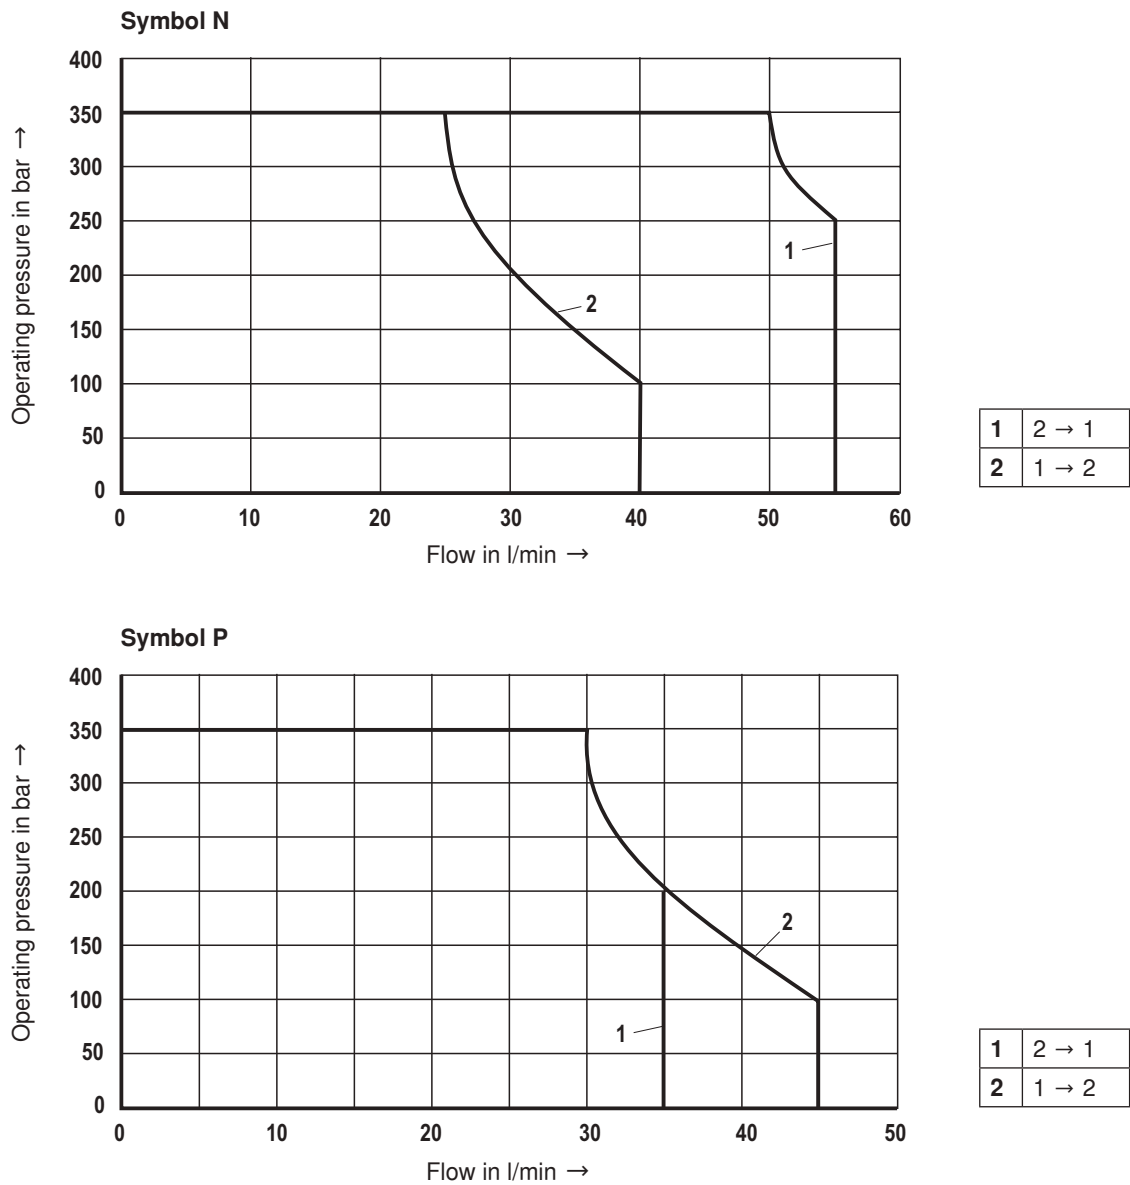 Symbol N
400
350
300
250
200
150
100
50
0
Operating pressure in bar →
1
2
0 10 20 30 40 50 60
Flow in l/min →
1 2 → 1
2 1 → 2
Symbol P
400
350
300
250
200
150
100
50
0
Operating pressure in bar →
2
1
0 10 20 30 40 50
Flow in l/min →
1 2 → 1
2 1 → 2